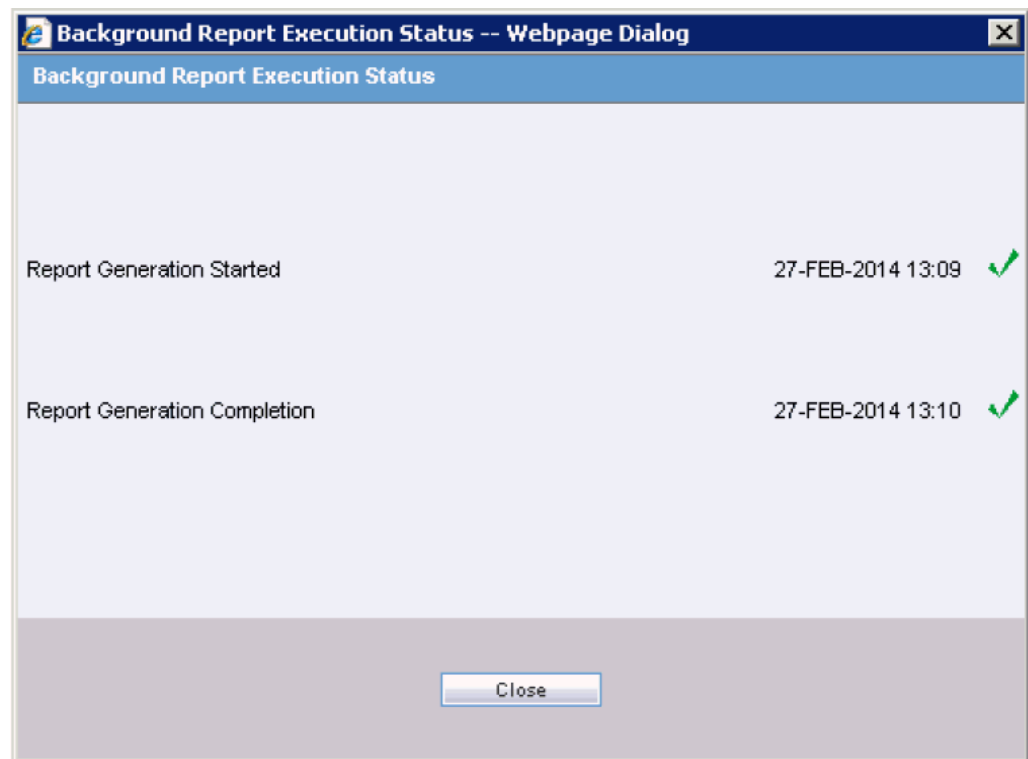 Background Report Execution Status -- Webpage Dialog
Background Report Execution Status
Report Generation Started 27-FEB-2014 13:09
Report Generation Completion 27-FEB-2014 13:10
Close